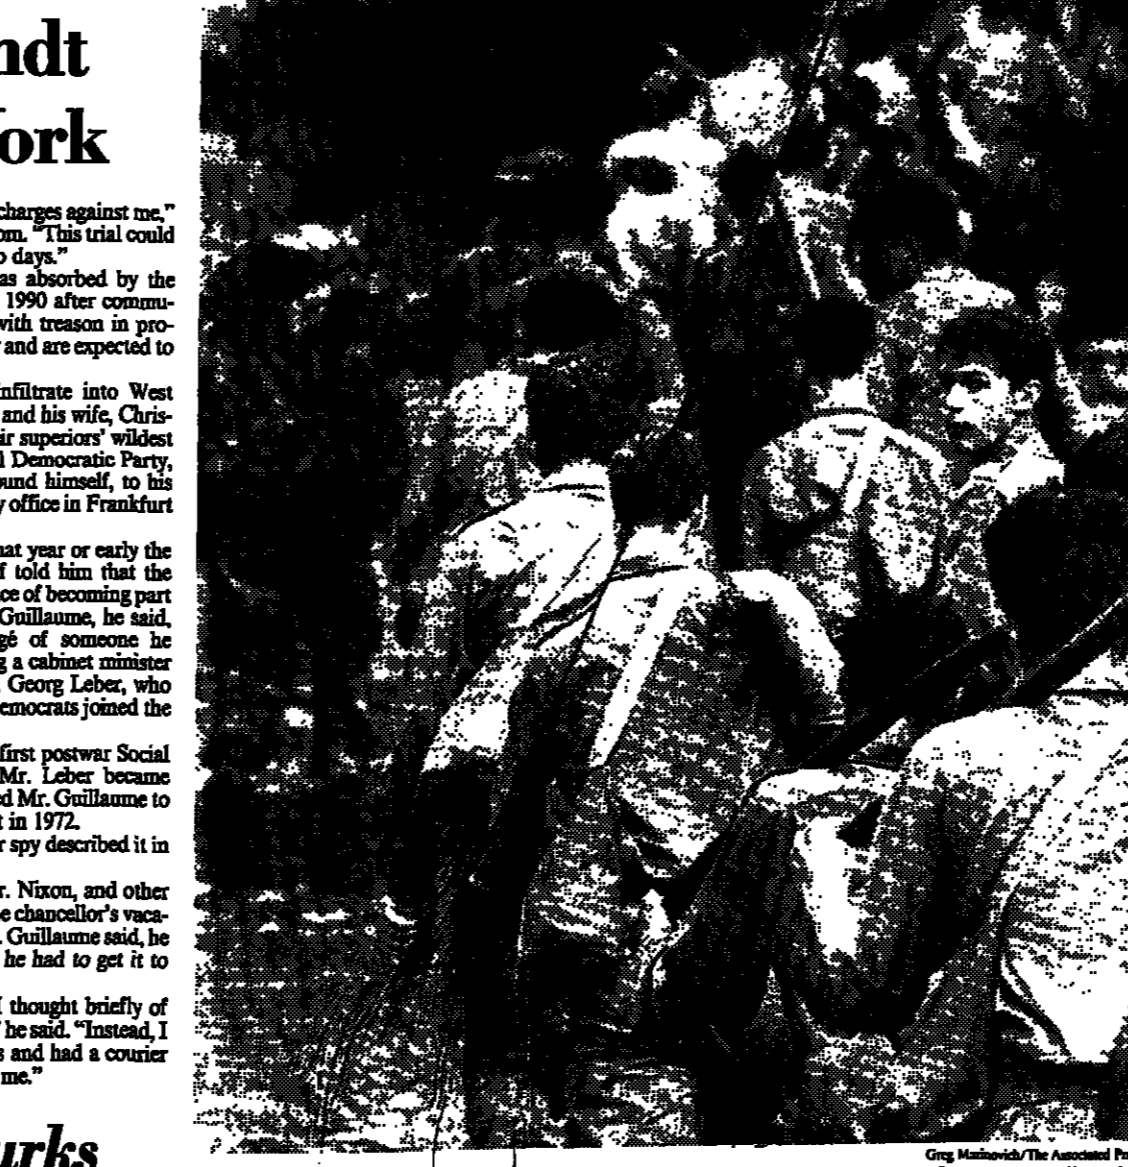 ndt
ork
charges against me,"
om. "This trial could
o days."
as absorbed by the
1990 after commu-
with treason in pro-
and are expected to
nfiltrate into West
and his wife, Chris-
ir superiors' wildest
l Democratic Party,
ound himself, to his
y office in Frankfurt
hat year or early the
f told him that the
ce of becoming part
Guillaume, he said,
gé of someone he
g a cabinet minister
Georg Leber, who
emocrats joined the
first postwar Social
Mr. Leber became
ed Mr. Guillaume to
t in 1972.
r spy described it in
r. Nixon, and other
e chancellor's vaca-
. Guillaume said, he
he had to get it to
I thought briefly of
he said. "Instead, I
s and had a courier
me."
urks
Greg Marinovich/The Associated Pr